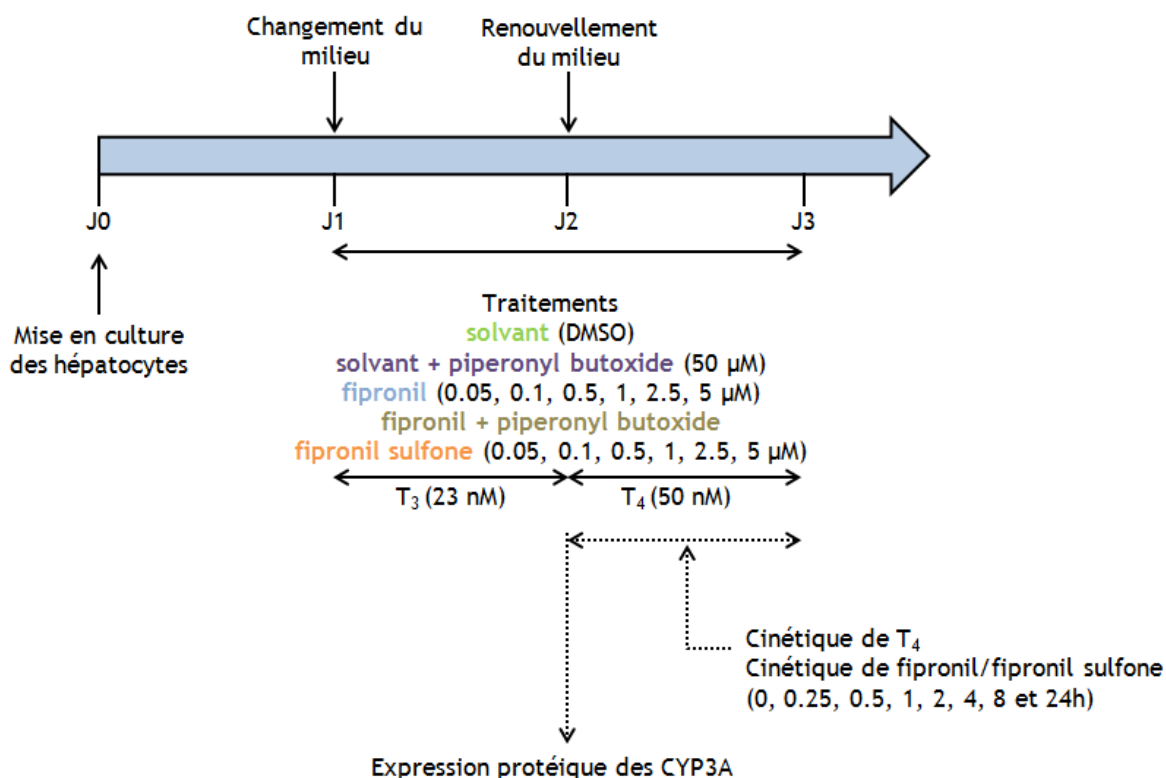 Changement du
milieu
Renouvellement
du milieu
J0
J1
J2
J3
Mise en culture
des hépatocytes
Traitements
solvant (DMSO)
solvant + piperonyl butoxide (50 µM)
fipronil (0.05, 0.1, 0.5, 1, 2.5, 5 µM)
fipronil + piperonyl butoxide
fipronil sulfone (0.05, 0.1, 0.5, 1, 2.5, 5 µM)
T₃ (23 nM)
T₄ (50 nM)
Cinétique de T₄
Cinétique de fipronil/fipronil sulfone
(0, 0.25, 0.5, 1, 2, 4, 8 et 24h)
Expression protéique des CYP3A